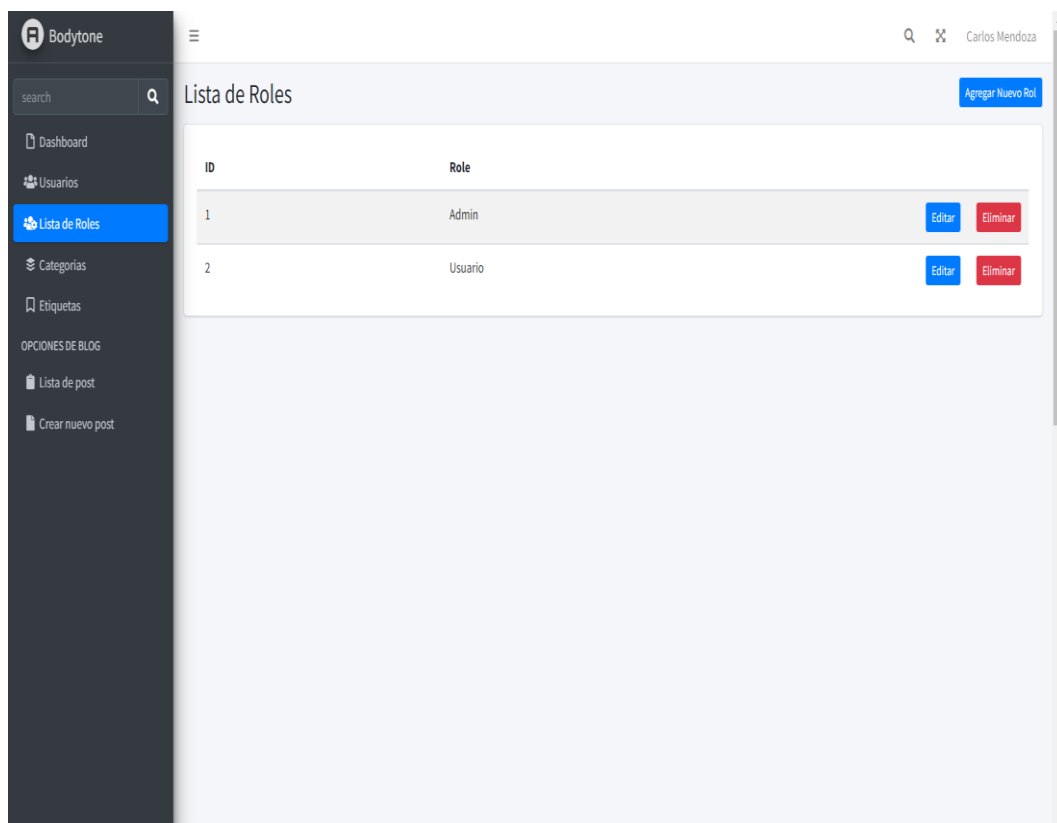 Bodytone
Carlos Mendoza
search
Lista de Roles
Agregar Nuevo Rol
Dashboard
Usuarios
Lista de Roles
Categorias
Etiquetas
OPCIONES DE BLOG
Lista de post
Crear nuevo post
ID Role
1 Admin Editar Eliminar
2 Usuario Editar Eliminar